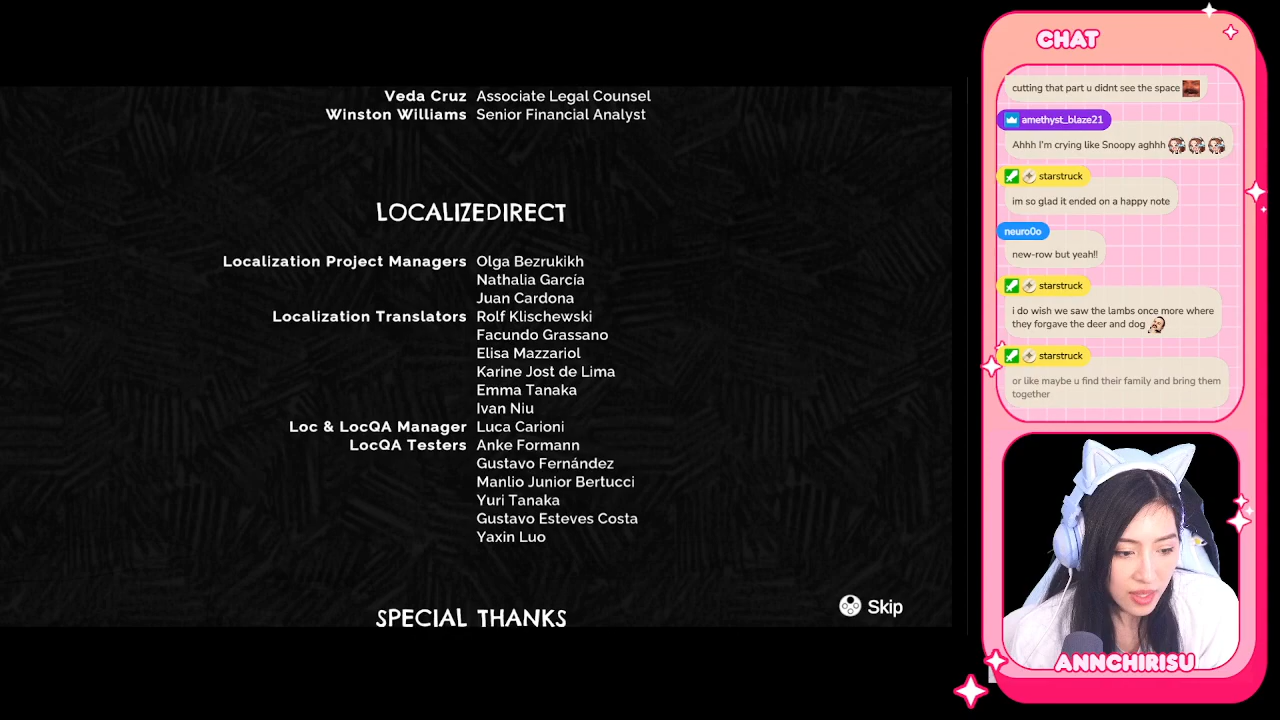 Veda Cruz Associate Legal Counsel
Winston Williams Senior Financial Analyst
LOCALIZEDIRECT
Localization Project Managers Olga Bezrukikh
Nathalia García
Juan Cardona
Localization Translators Rolf Klischewski
Facundo Grassano
Elisa Mazzariol
Karine Jost de Lima
Emma Tanaka
Ivan Niu
Loc & LocQA Manager Luca Carioni
LocQA Testers Anke Formann
Gustavo Fernández
Manlio Junior Bertucci
Yuri Tanaka
Gustavo Esteves Costa
Yaxin Luo
SPECIAL THANKS
Skip
CHAT
cutting that part u didnt see the space
amethyst_blaze21
Ahhh I'm crying like Snoopy aghhh
starstruck
im so glad it ended on a happy note
neuro0o
new-row but yeah!!
starstruck
i do wish we saw the lambs once more where
they forgave the deer and dog
starstruck
or like maybe u find their family and bring them
together
ANNCHIRISU